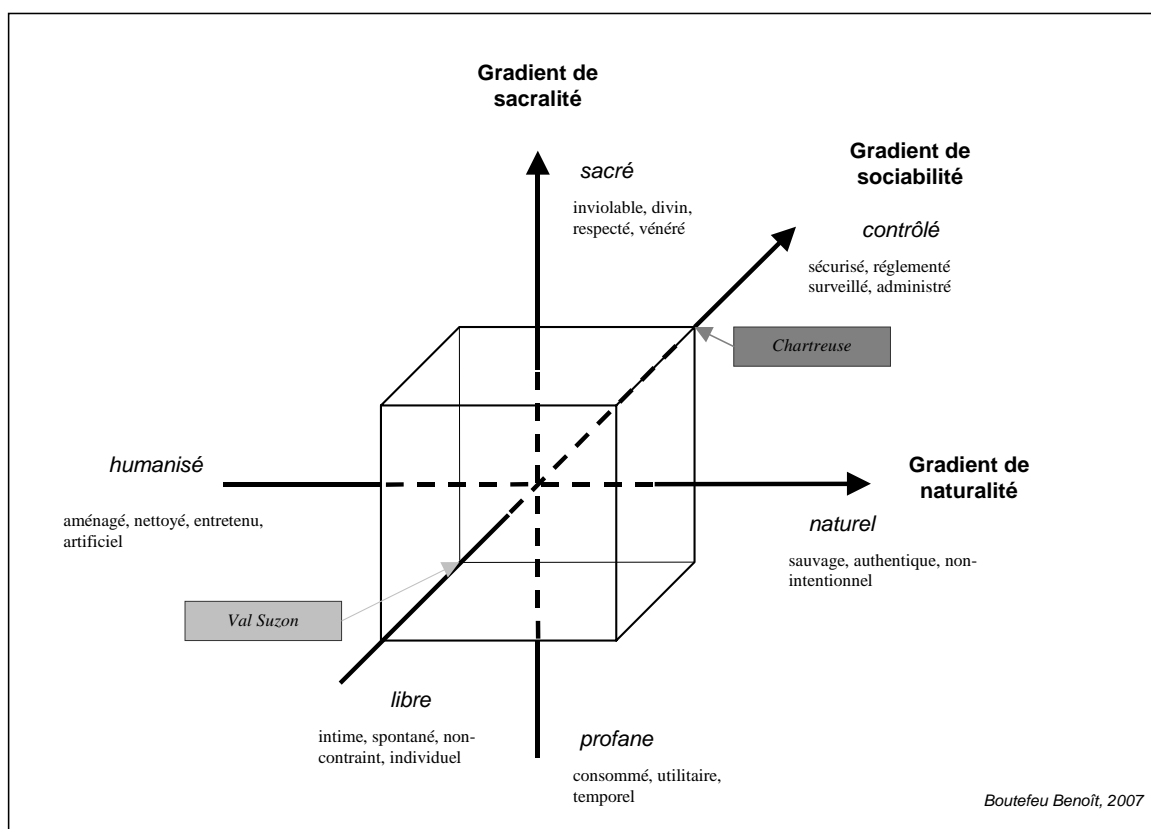 Gradient de
sacralité
sacré
inviolable, divin,
respecté, vénéré
Gradient de
sociabilité
contrôlé
sécurisé, réglementé
surveillé, administré
Chartreuse
humanisé
aménagé, nettoyé, entretenu,
artificiel
Gradient de
naturalité
naturel
sauvage, authentique, non-
intentionnel
Val Suzon
libre
intime, spontané, non-
contraint, individuel
profane
consommé, utilitaire,
temporel
Boutefeu Benoît, 2007